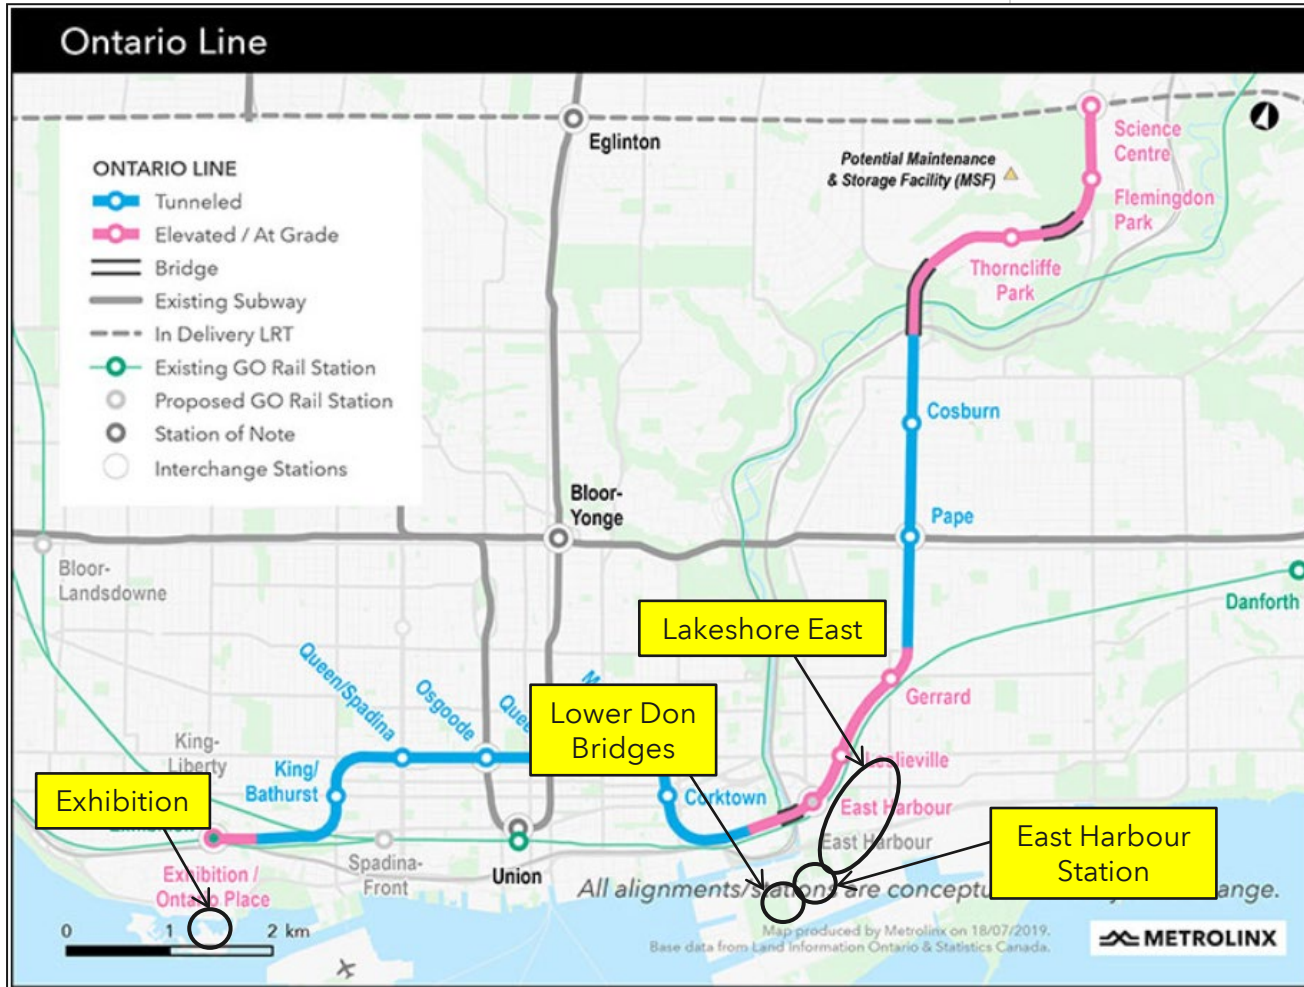 Ontario Line
ONTARIO LINE
Tunneled
Elevated / At Grade
Bridge
Existing Subway
In Delivery LRT
Existing GO Rail Station
Proposed GO Rail Station
Station of Note
Interchange Stations
Eglinton
Potential Maintenance
& Storage Facility (MSF)
Science
Centre
Flemingdon
Park
Thorncliffe
Park
Cosburn
Bloor-
Yonge
Pape
Bloor-
Landsdowne
Danforth
Lakeshore East
Queen/Spadina
Osgoode
Gerrard
Lower Don
Bridges
King-
Liberty
King/
Bathurst
Exhibition
Corktown
East Harbour
East Harbour
East Harbour
Station
Spadina-
Front
Union
Exhibition /
Ontario Place
All alignments/stations are
0 1 2 km
Map produced by Metrolinx on 18/07/2019.
Base data from Land Information Ontario & Statistics Canada.
METROLINX